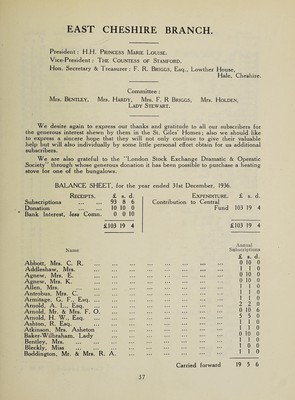 EAST CHESHIRE BRANCH.
President : H.H. PRINCESS MARIE LOUISE.
Vice-President : THE COUNTESS OF STAMFORD.
Hon. Secretary & Treasurer : F. R. BRIGGS, Esq., Lowther House,
Hale, Cheshire.
Committee :
MRS. BENTLEY, MRS. HARDY, MRS. F. R BRIGGS, MRS. HOLDEN,
LADY STEWART.
We desire again to express our thanks and gratitude to all our subscribers for
the generous interest shewn by them in the St. Giles' Homes; also we should like
to express a sincere hope that they will not only continue to give their valuable
help but will also individually by some little personal effort obtain for us additional
subscribers.
We are also grateful to the "London Stock Exchange Dramatic & Operatic
Society" through whose generous donation it has been possible to purchase a heating
stove for one of the bungalows.
BALANCE SHEET, for the year ended 31st December, 1936.
RECEIPTS. £ s. d. EXPENDITURE. £ s. d.
Subscriptions ... ... 93 8 6 Contribution to Central
Donation ... ... 10 10 0 Fund 103 19 4
Bank Interest, less Comn. 0 0 10
£103 19 4 £103 19 4
Annual
Name Subscriptions
£ s. d.
Abbott, Mrs. C. R. 0 10 0
Addleshaw, Mrs. 1 1 0
Agnew, Mrs. E. 0 10 0
Agnew, Mrs. K. 0 10 0
Allen, Mrs. 1 1 0
Antrobus, Mrs. C. 1 1 0
Armitage, G. F., Esq. 1 1 0
Arnold, A. L., Esq. 2 2 0
Arnold, Mr. & Mrs. F. O. 0 10 6
Arnold, H. W., Esq. 5 5 0
Ashton, R. Esq. 1 1 0
Atkinson, Mrs. Asheton 1 1 0
Baker-Wilbraham, Lady 0 10 0
Bentley, Mrs. 1 1 0
Bleckly, Miss 1 0 0
Boddington, Mr. & Mrs. R. A. 1 1 0
Carried forward 19 5 6
37